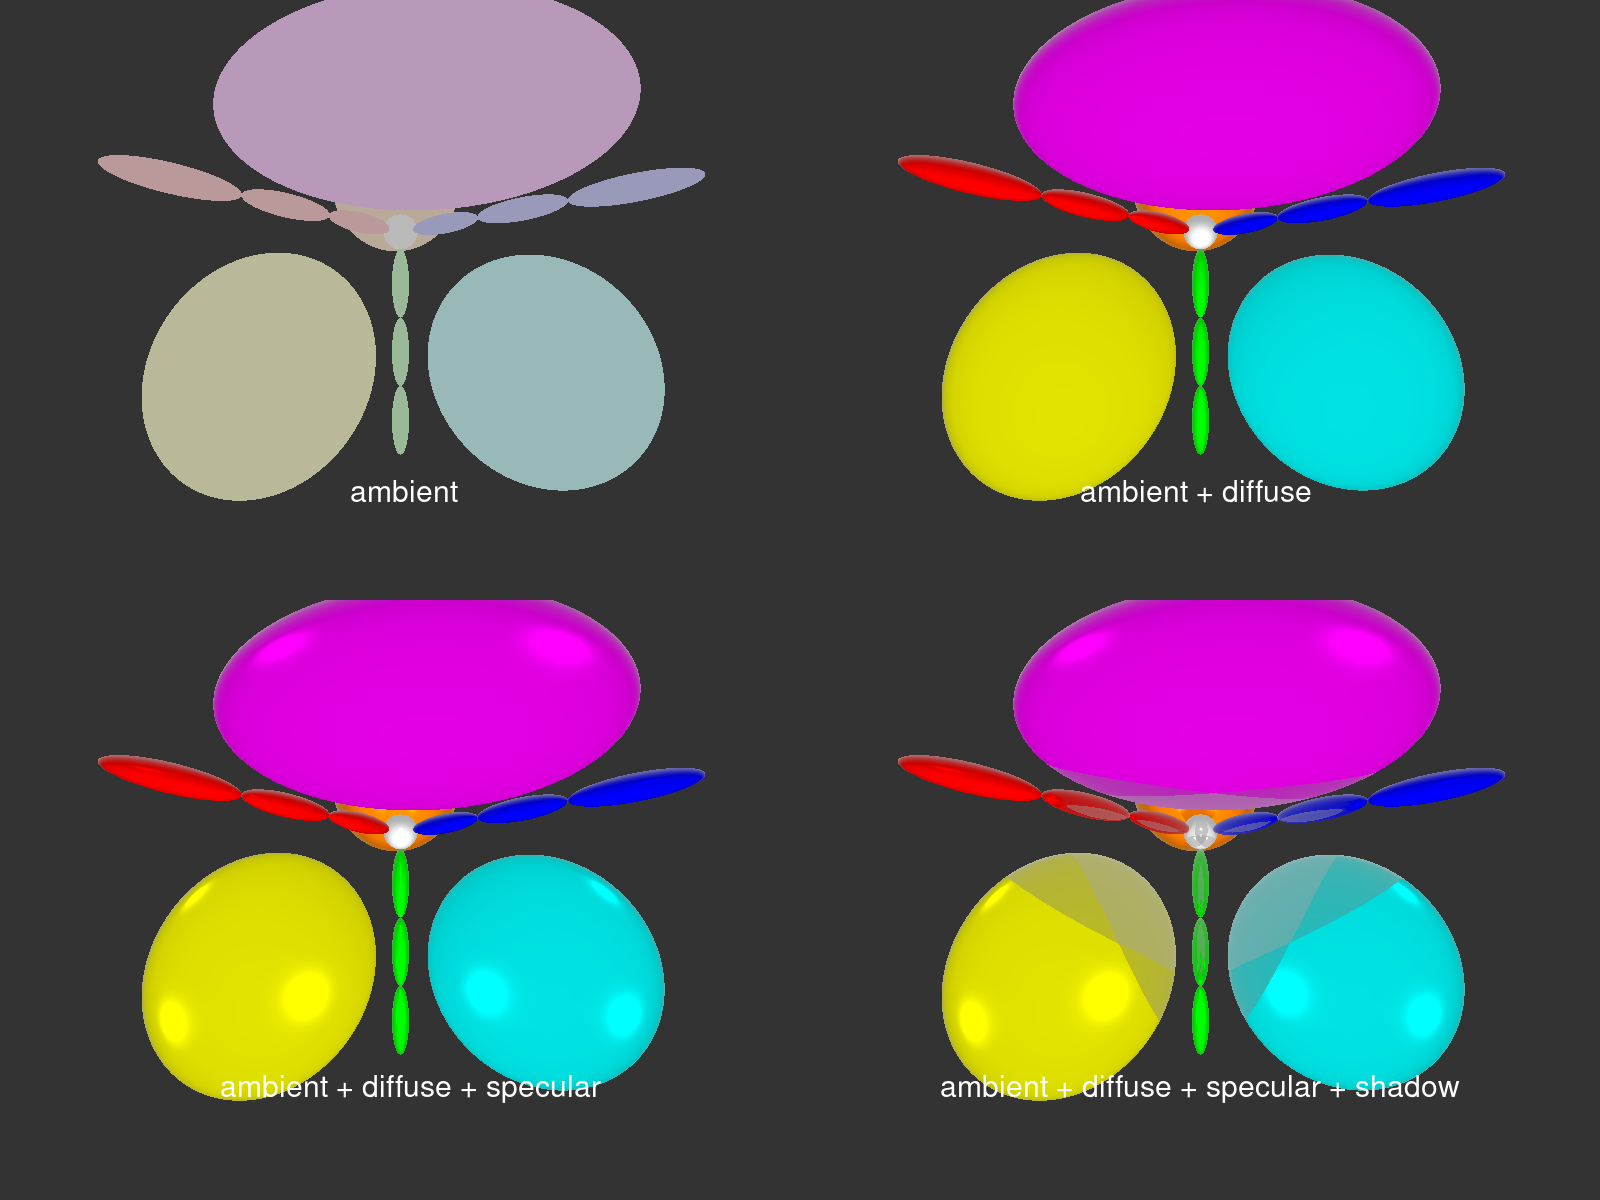 ambient
ambient + diffuse
ambient + diffuse + specular
ambient + diffuse + specular + shadow